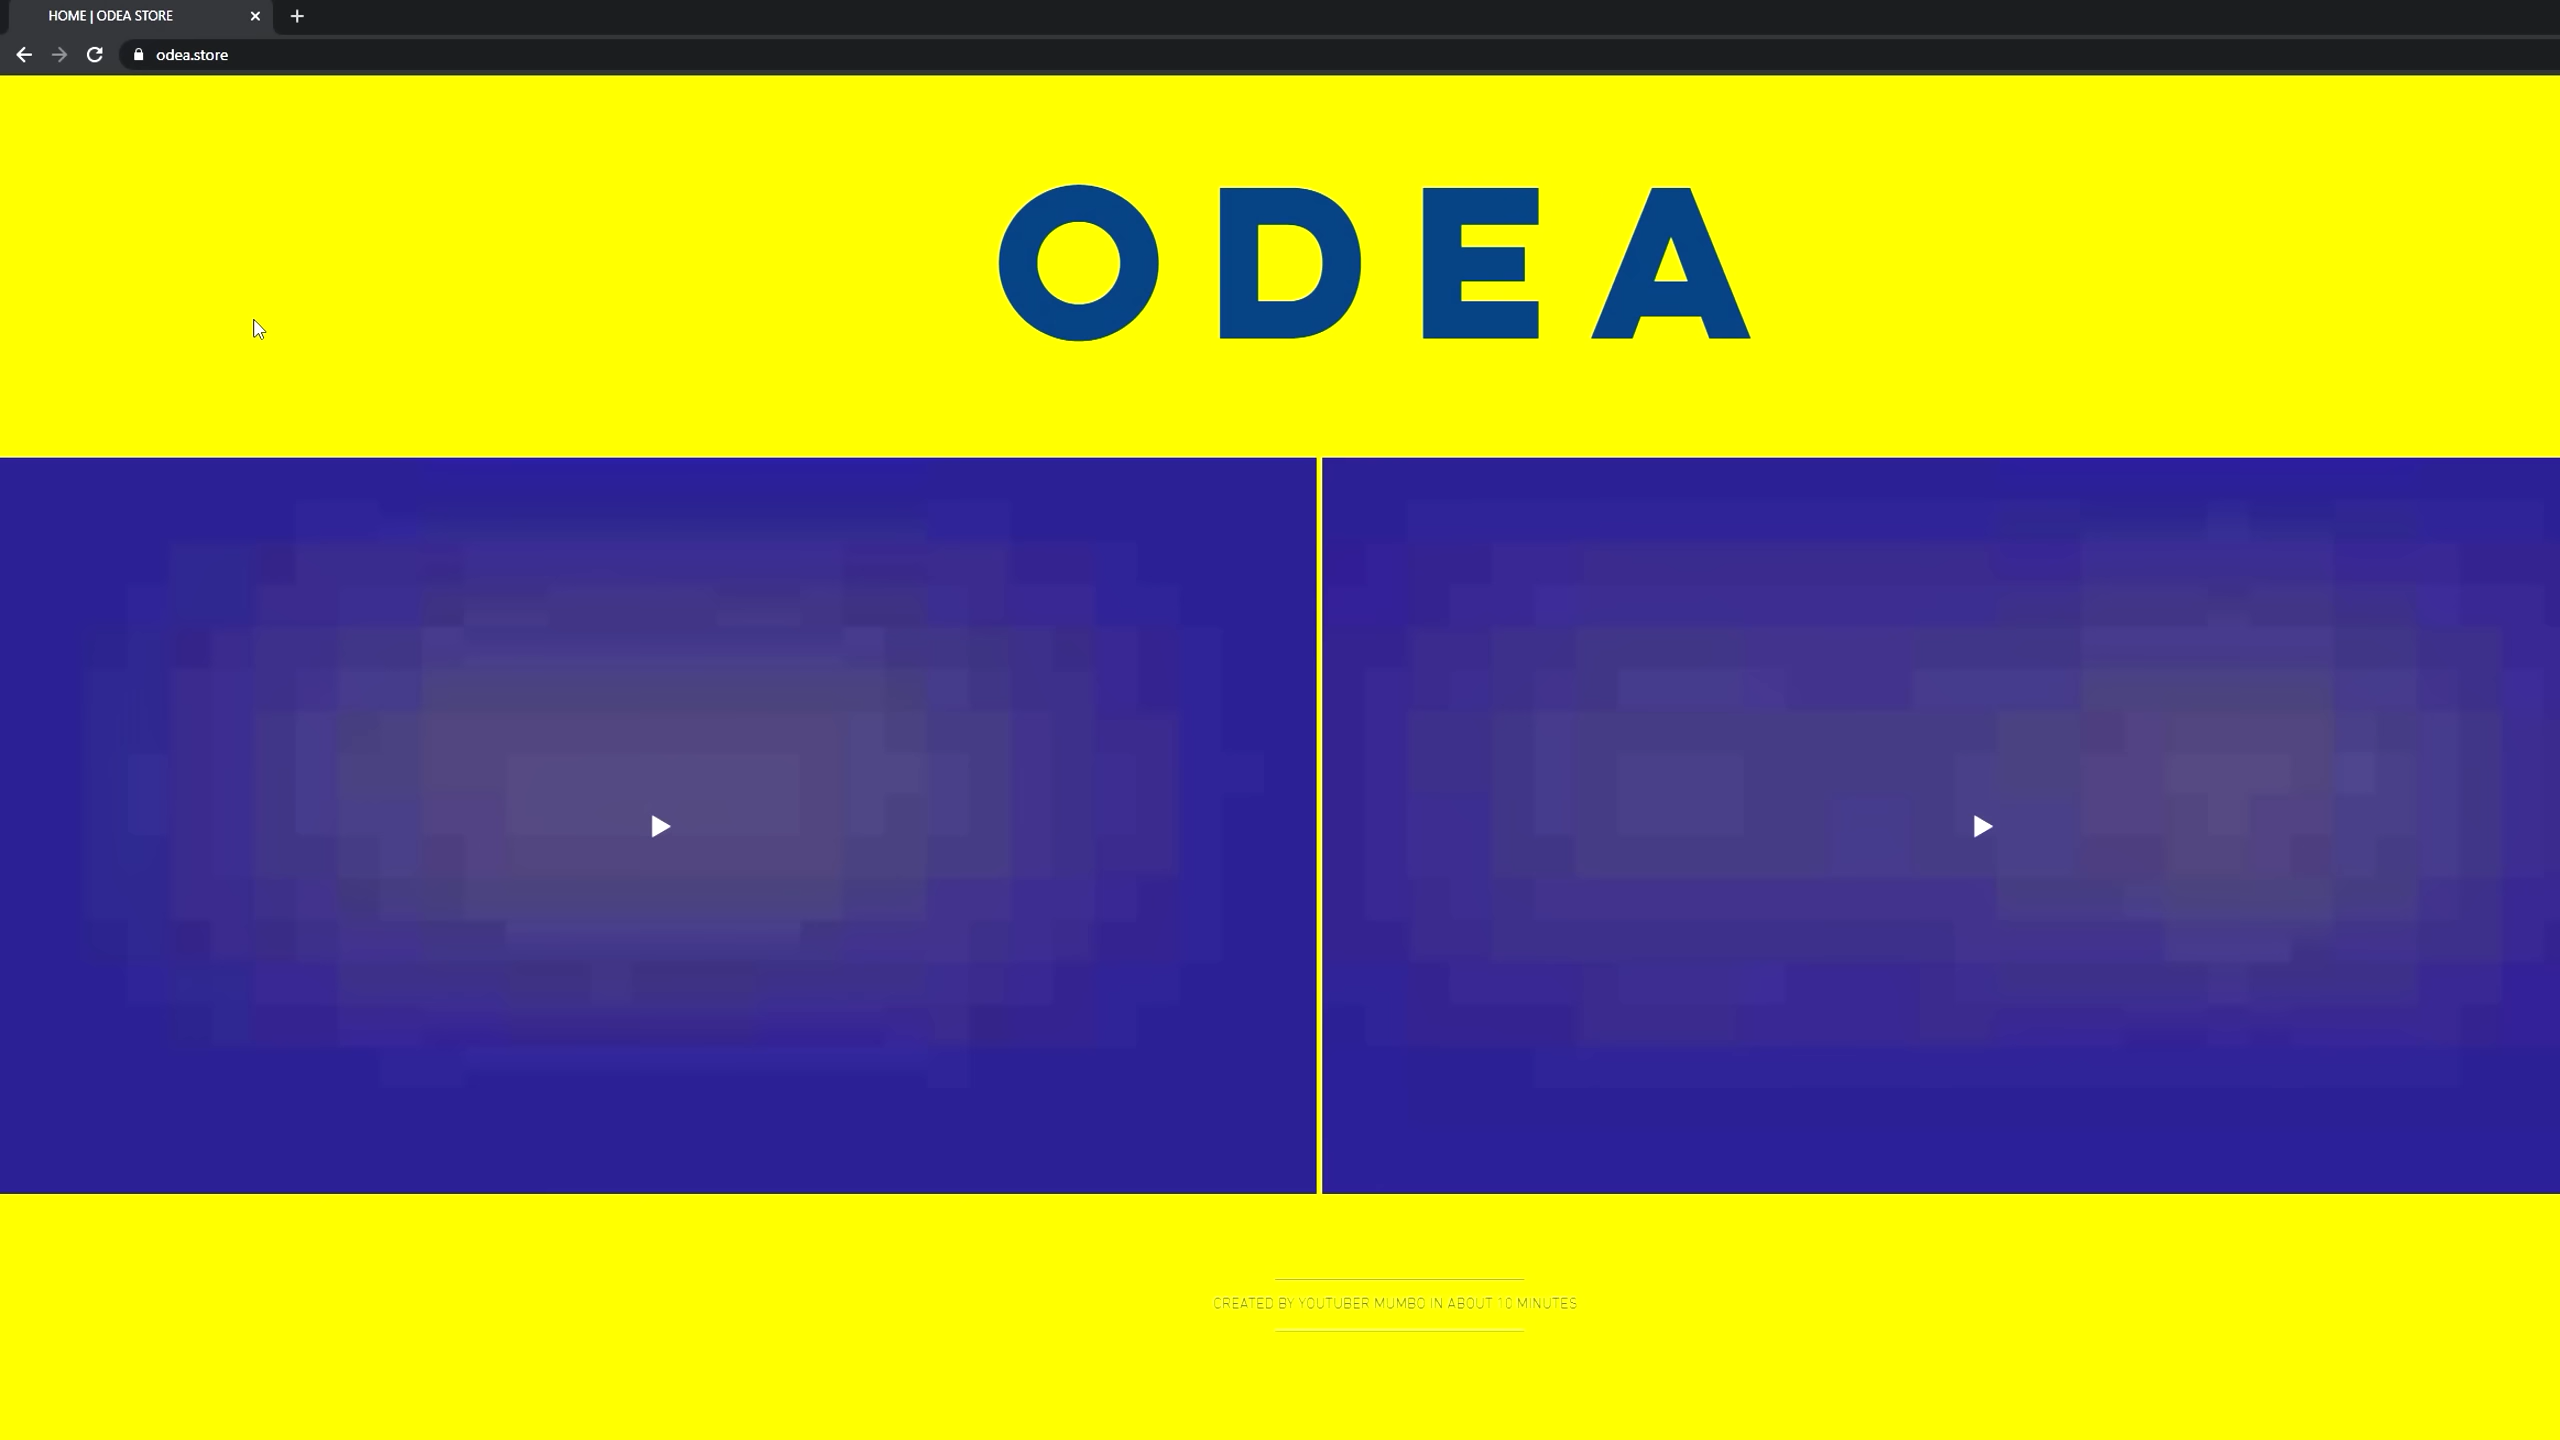 HOME | ODEA STORE
odea.store
ODEA
CREATED BY YOUTUBER MUMBO IN ABOUT 10 MINUTES